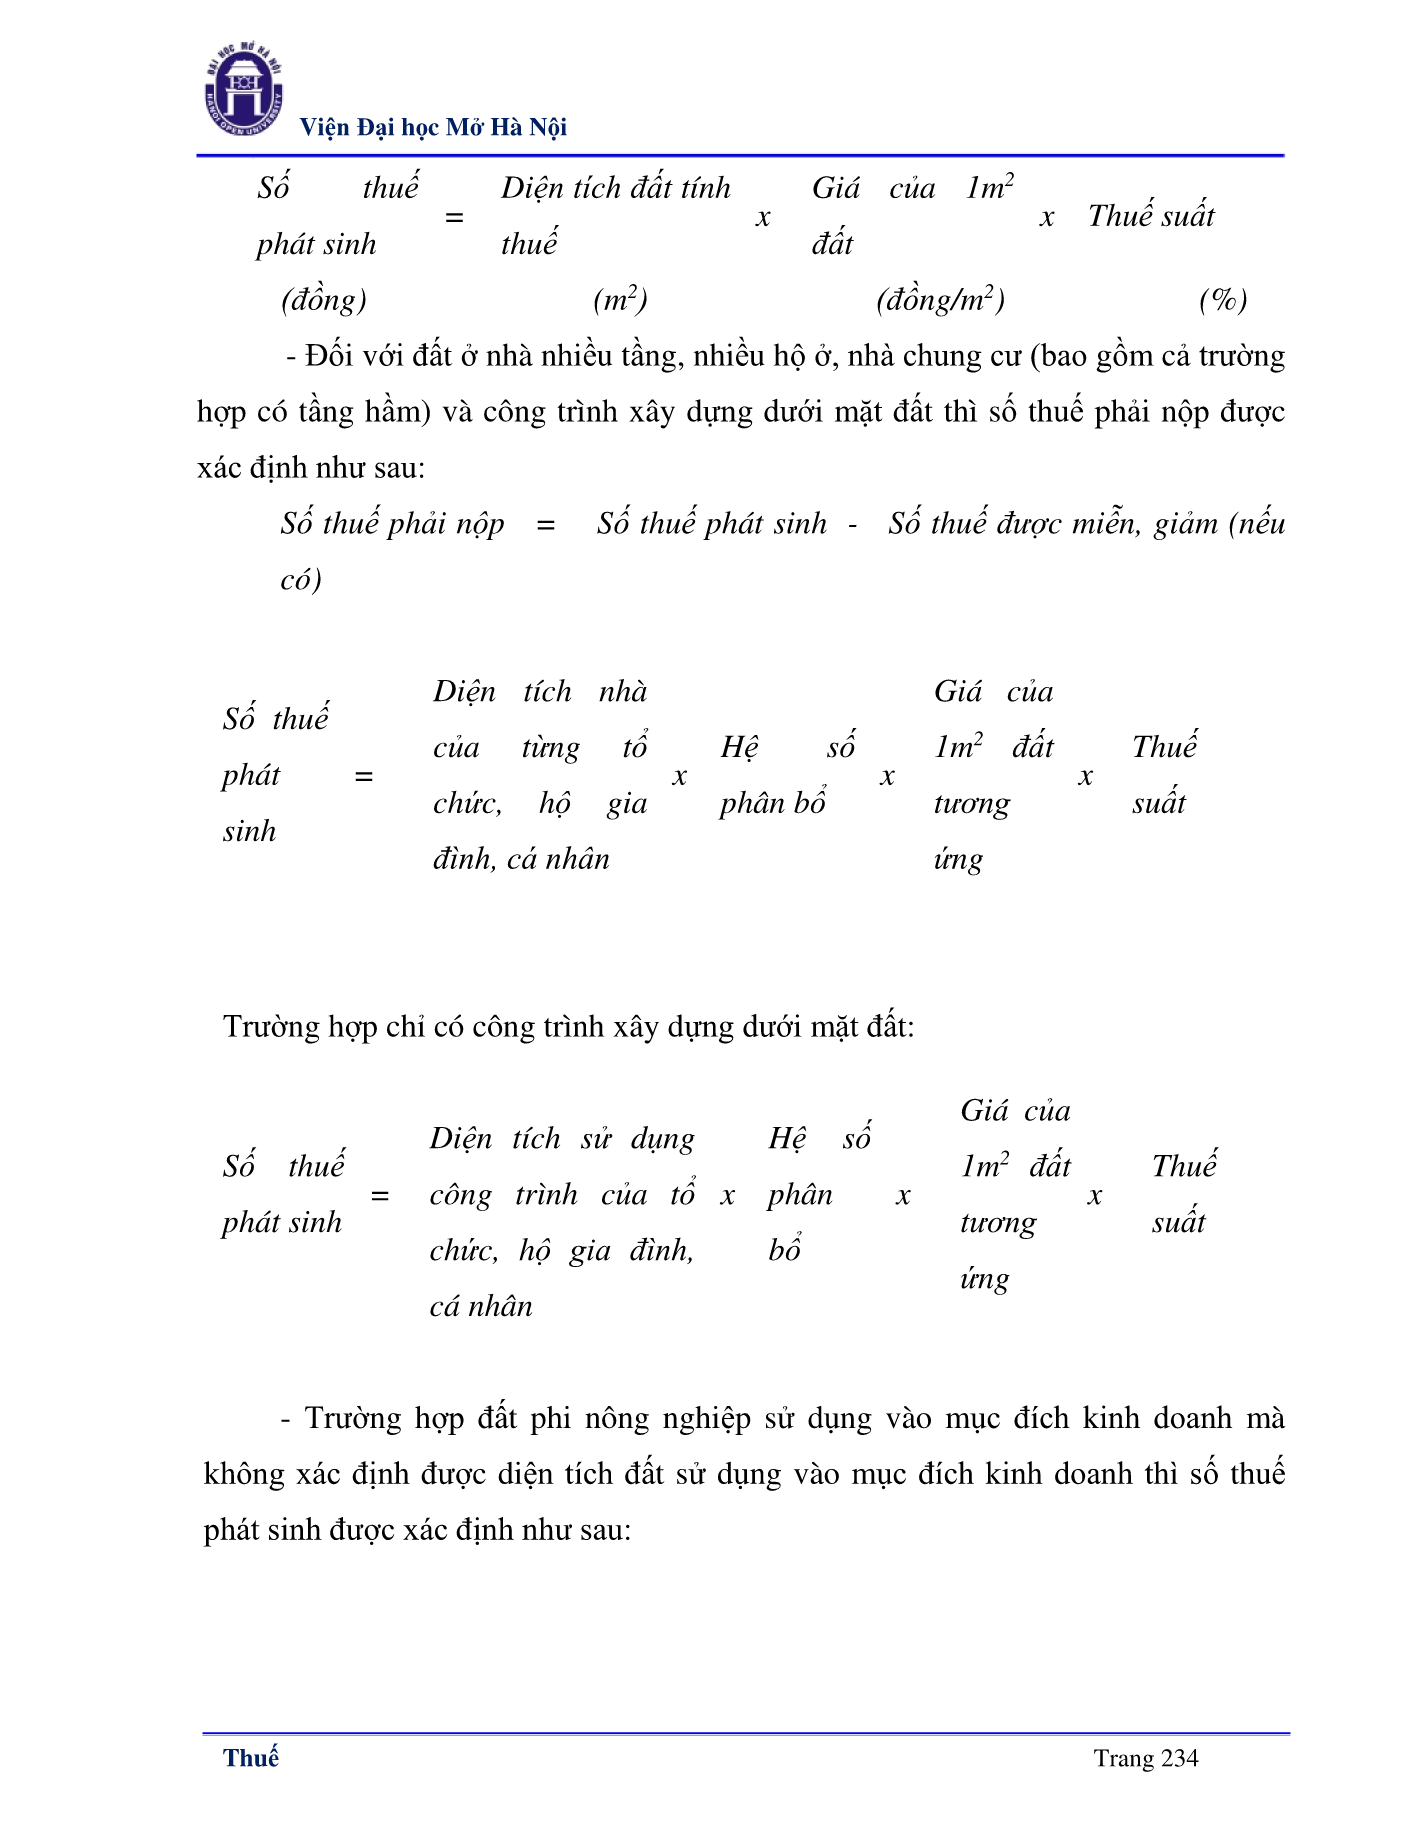 ĐẠI HỌC MỞ HÀ NỘI
HANOI OPEN UNIVERSITY
Viện Đại học Mở Hà Nội
Số thuế phát sinh = Diện tích đất tính thuế x Giá của 1m² đất x Thuế suất
(đồng) (m²) (đồng/m²) (%)
- Đối với đất ở nhà nhiều tầng, nhiều hộ ở, nhà chung cư (bao gồm cả trường
hợp có tầng hầm) và công trình xây dựng dưới mặt đất thì số thuế phải nộp được
xác định như sau:
Số thuế phải nộp = Số thuế phát sinh - Số thuế được miễn, giảm (nếu
có)
Số thuế phát sinh = Diện tích nhà của từng tổ chức, hộ gia đình, cá nhân x Hệ số phân bổ x Giá của 1m² đất tương ứng x Thuế suất
Trường hợp chỉ có công trình xây dựng dưới mặt đất:
Số thuế phát sinh = Diện tích sử dụng công trình của tổ chức, hộ gia đình, cá nhân x Hệ số phân bổ x Giá của 1m² đất tương ứng x Thuế suất
- Trường hợp đất phi nông nghiệp sử dụng vào mục đích kinh doanh mà
không xác định được diện tích đất sử dụng vào mục đích kinh doanh thì số thuế
phát sinh được xác định như sau:
Thuế Trang 234